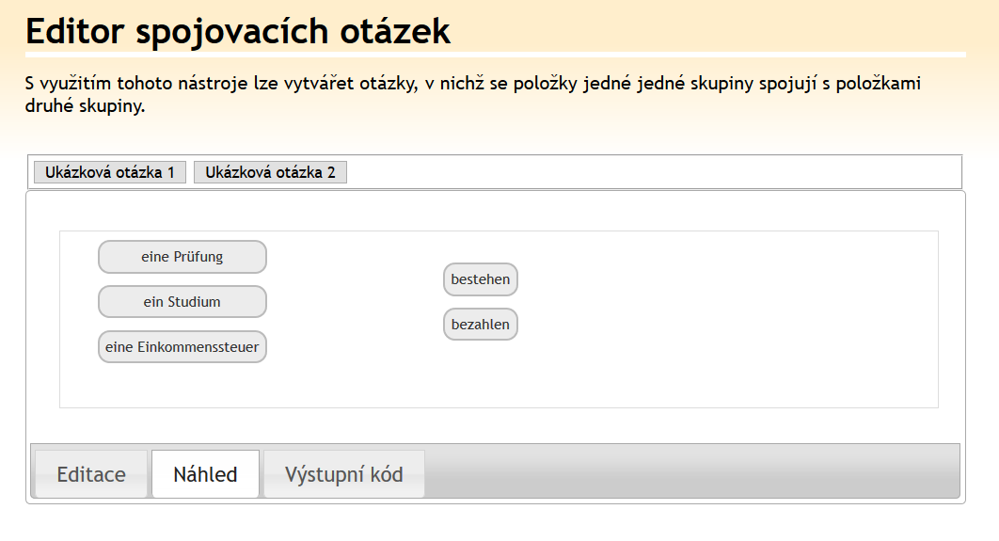 Editor spojovacích otázek
S využitím tohoto nástroje lze vytvářet otázky, v nichž se položky jedné jedné skupiny spojují s položkami
druhé skupiny.
Ukázková otázka 1 Ukázková otázka 2
eine Prüfung
bestehen
ein Studium
bezahlen
eine Einkommenssteuer
Editace Náhled Výstupní kód